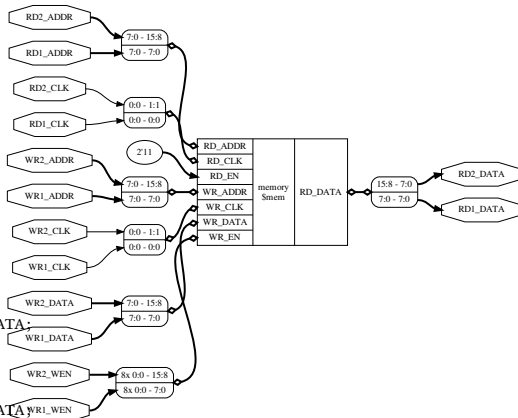 RD2_ADDR
RD1_ADDR
7:0 - 15:8
7:0 - 7:0
RD2_CLK
RD1_CLK
0:0 - 1:1
0:0 - 0:0
2'11
WR2_ADDR
WR1_ADDR
7:0 - 15:8
7:0 - 7:0
WR2_CLK
WR1_CLK
0:0 - 1:1
0:0 - 0:0
WR2_DATA
WR1_DATA
7:0 - 15:8
7:0 - 7:0
ATA;
WR2_WEN
WR1_WEN
8x 0:0 - 15:8
8x 0:0 - 7:0
ATA;
RD_ADDR
RD_CLK
RD_EN
WR_ADDR
WR_CLK
WR_DATA
WR_EN
memory
$mem
RD_DATA
15:8 - 7:0
7:0 - 7:0
RD2_DATA
RD1_DATA